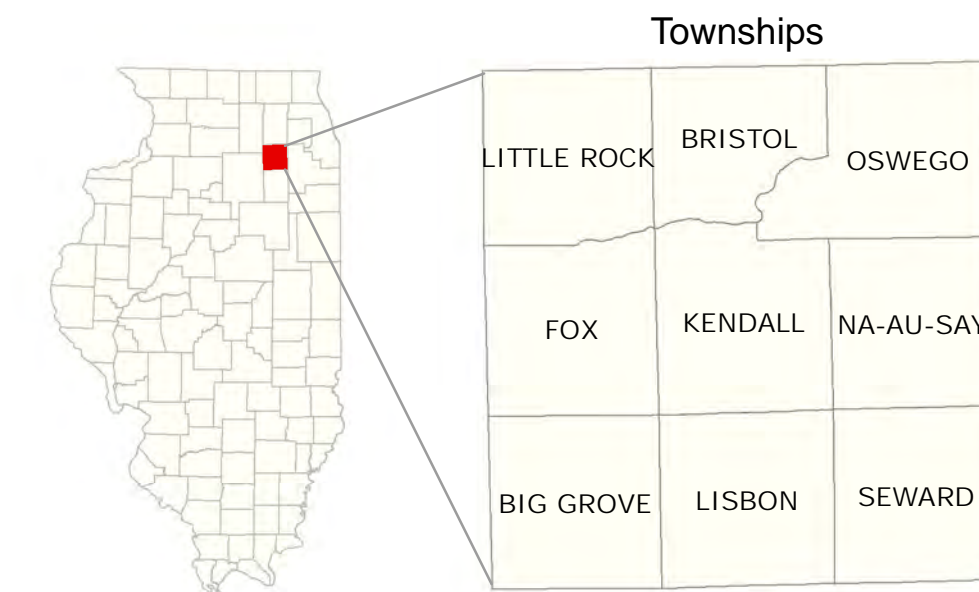 Townships
LITTLE ROCK
BRISTOL
OSWEGO
FOX
KENDALL
NA-AU-SAY
BIG GROVE
LISBON
SEWARD